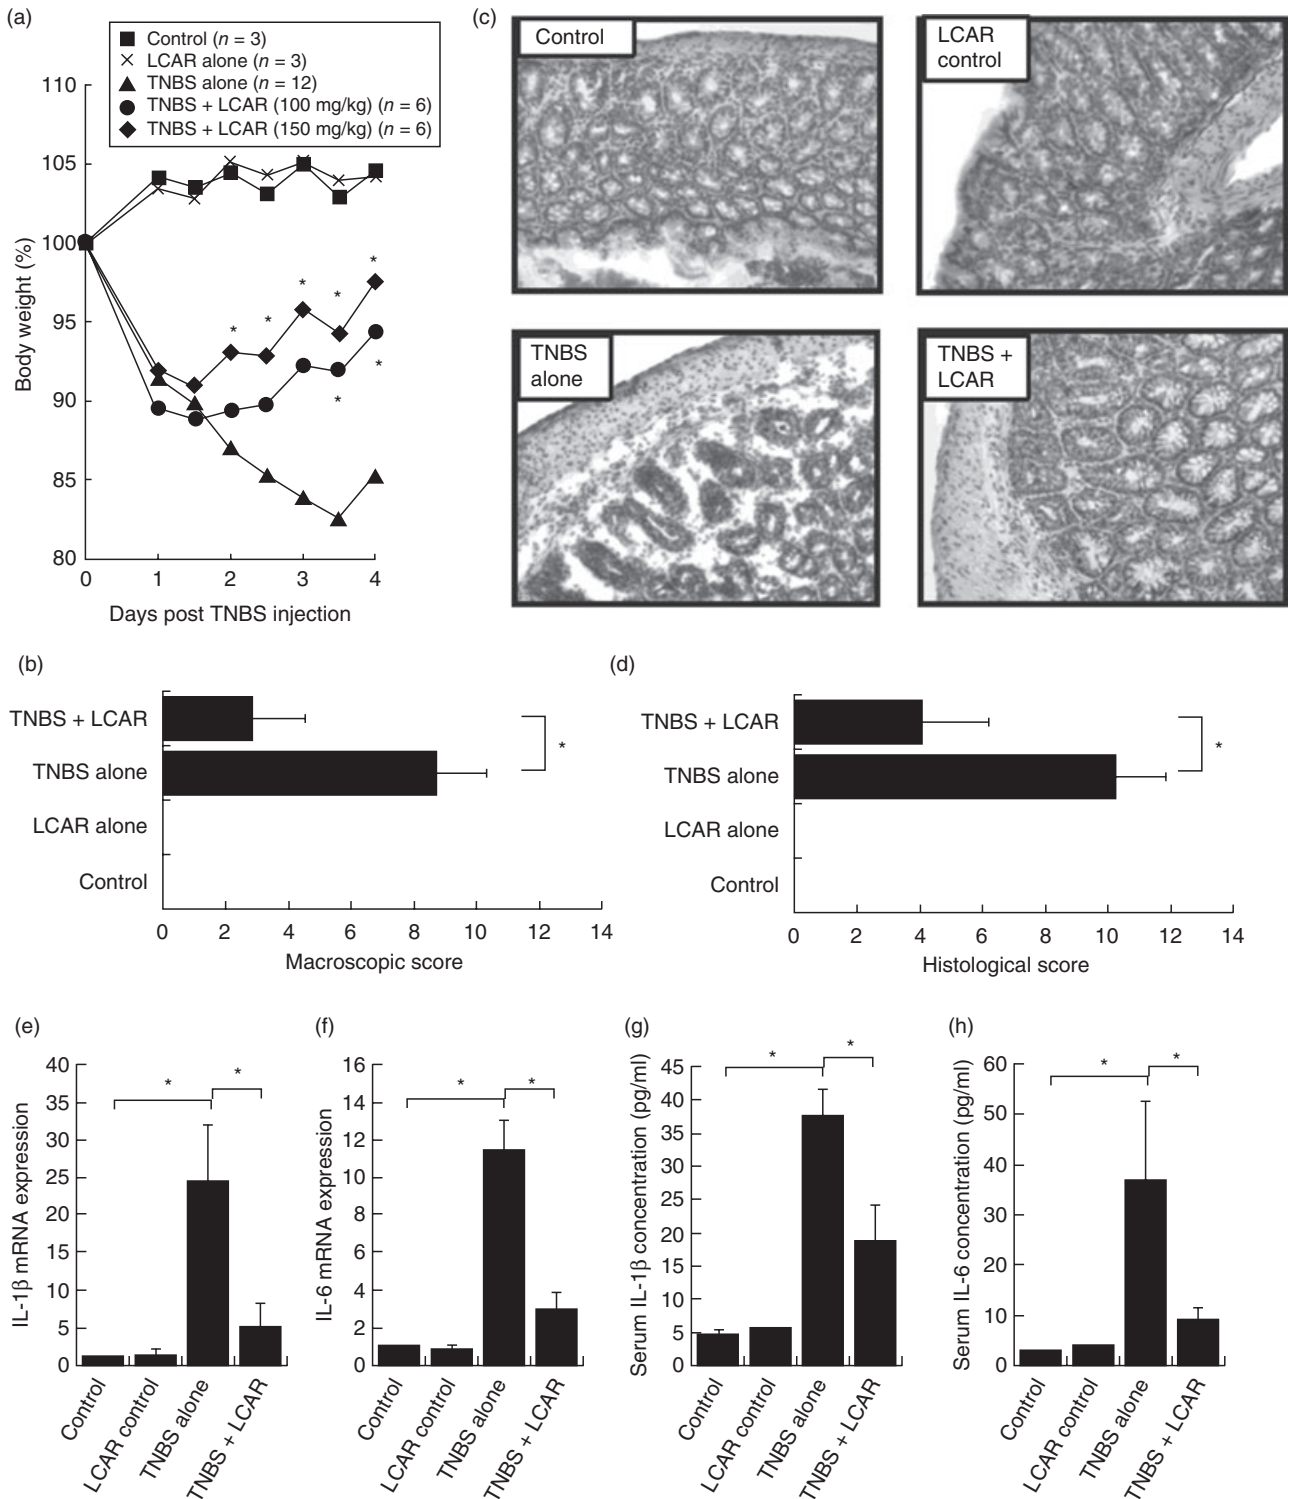 (a)
Control (n = 3)
LCAR alone (n = 3)
TNBS alone (n = 12)
TNBS + LCAR (100 mg/kg) (n = 6)
TNBS + LCAR (150 mg/kg) (n = 6)
110
105
100
95
90
85
80
Body weight (%)
* * * * *
* *
0 1 2 3 4
Days post TNBS injection
(c)
Control
LCAR
control
TNBS
alone
TNBS +
LCAR
(b)
TNBS + LCAR
TNBS alone
LCAR alone
Control
*
0 2 4 6 8 10 12 14
Macroscopic score
(d)
TNBS + LCAR
TNBS alone
LCAR alone
Control
*
0 2 4 6 8 10 12 14
Histological score
(e)
IL-1β mRNA expression
40
35
30
25
20
15
10
5
0
* *
Control
LCAR control
TNBS alone
TNBS + LCAR
(f)
IL-6 mRNA expression
16
14
12
10
8
6
4
2
0
* *
Control
LCAR control
TNBS alone
TNBS + LCAR
(g)
Serum IL-1β concentration (pg/ml)
45
40
35
30
25
20
15
10
5
0
* *
Control
LCAR control
TNBS alone
TNBS + LCAR
(h)
Serum IL-6 concentration (pg/ml)
60
50
40
30
20
10
0
* *
Control
LCAR control
TNBS alone
TNBS + LCAR